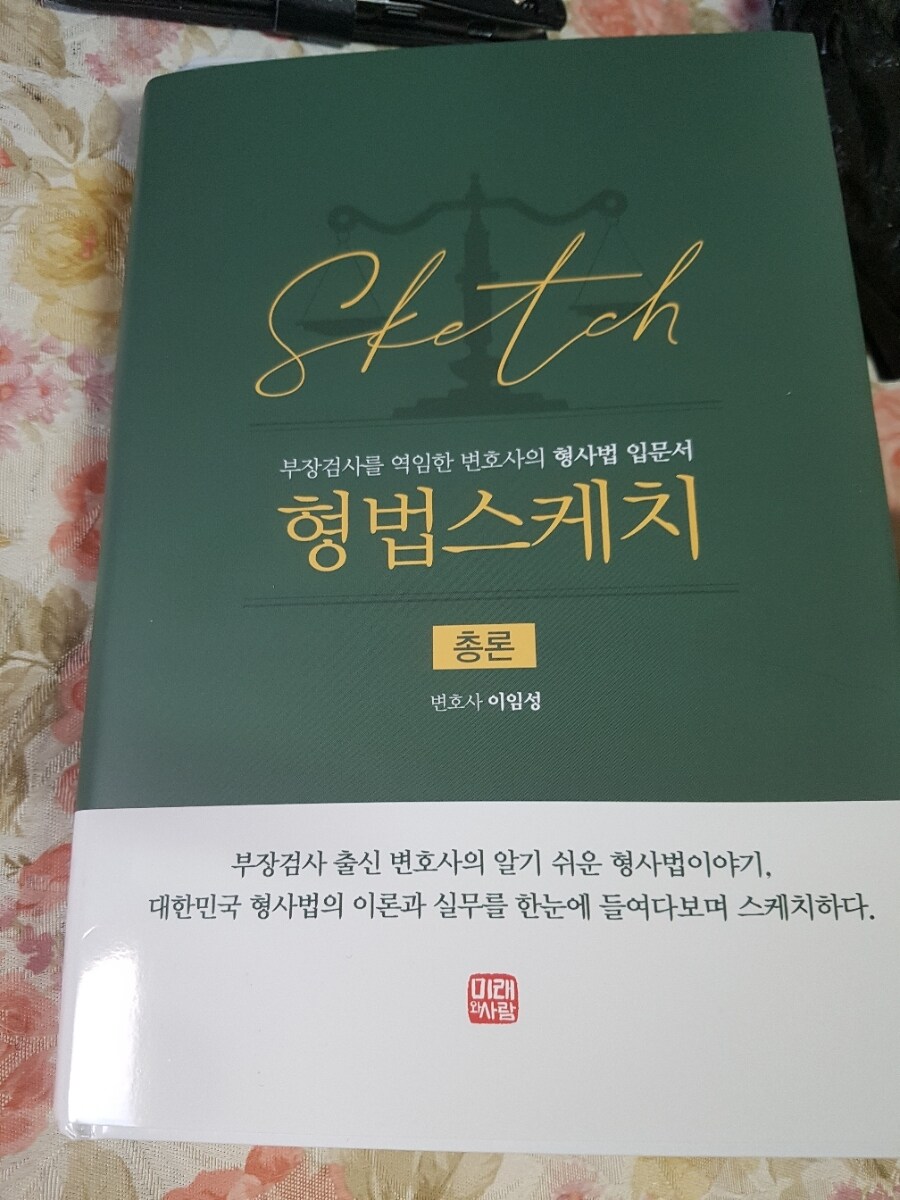 Sketch
부장검사를 역임한 변호사의 형사법 입문서
형법스케치
총론
변호사 이임성
부장검사 출신 변호사의 알기 쉬운 형사법이야기,
대한민국 형사법의 이론과 실무를 한눈에 들여다보며 스케치하다.
미래
와사람